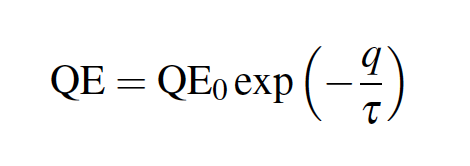 QE = QE₀ exp(−q/τ)